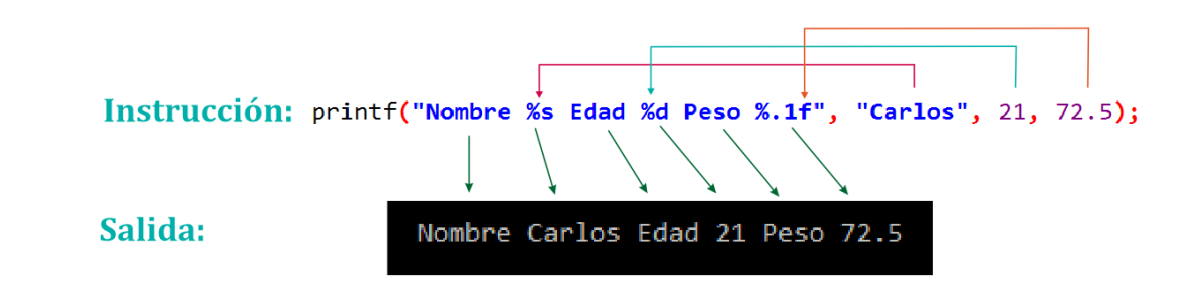 Instrucción: printf("Nombre %s Edad %d Peso %.1f", "Carlos", 21, 72.5);
Salida: Nombre Carlos Edad 21 Peso 72.5